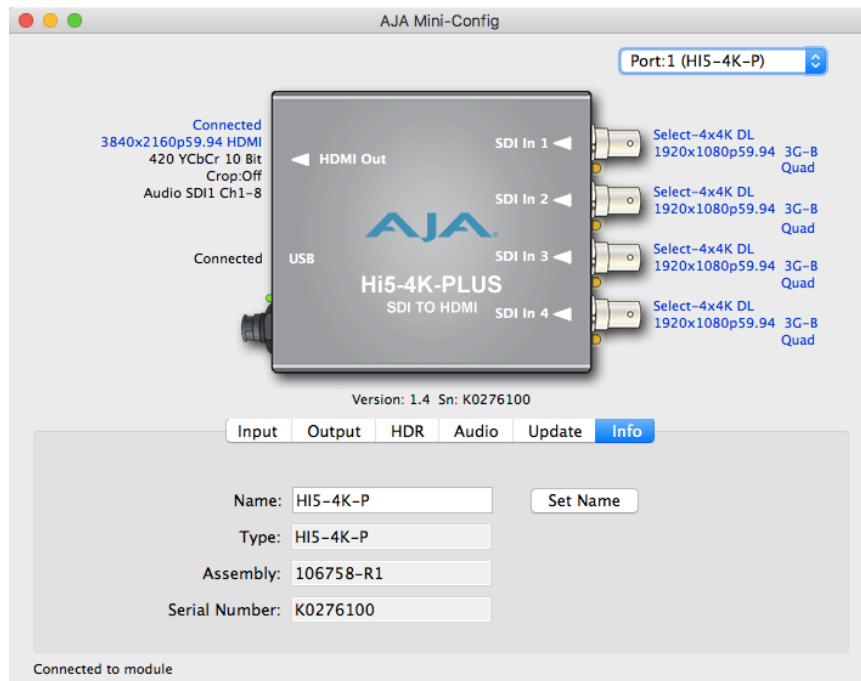 AJA Mini-Config
Port:1 (HI5-4K-P)
Connected
3840x2160p59.94 HDMI
420 YCbCr 10 Bit
Crop:Off
Audio SDI1 Ch1-8
Connected
HDMI Out
USB
AJA
Hi5-4K-PLUS
SDI TO HDMI
SDI In 1
SDI In 2
SDI In 3
SDI In 4
Select-4x4K DL
1920x1080p59.94 3G-B
Quad
Select-4x4K DL
1920x1080p59.94 3G-B
Quad
Select-4x4K DL
1920x1080p59.94 3G-B
Quad
Select-4x4K DL
1920x1080p59.94 3G-B
Quad
Version: 1.4 Sn: K0276100
Input Output HDR Audio Update Info
Name: HI5-4K-P Set Name
Type: HI5-4K-P
Assembly: 106758-R1
Serial Number: K0276100
Connected to module